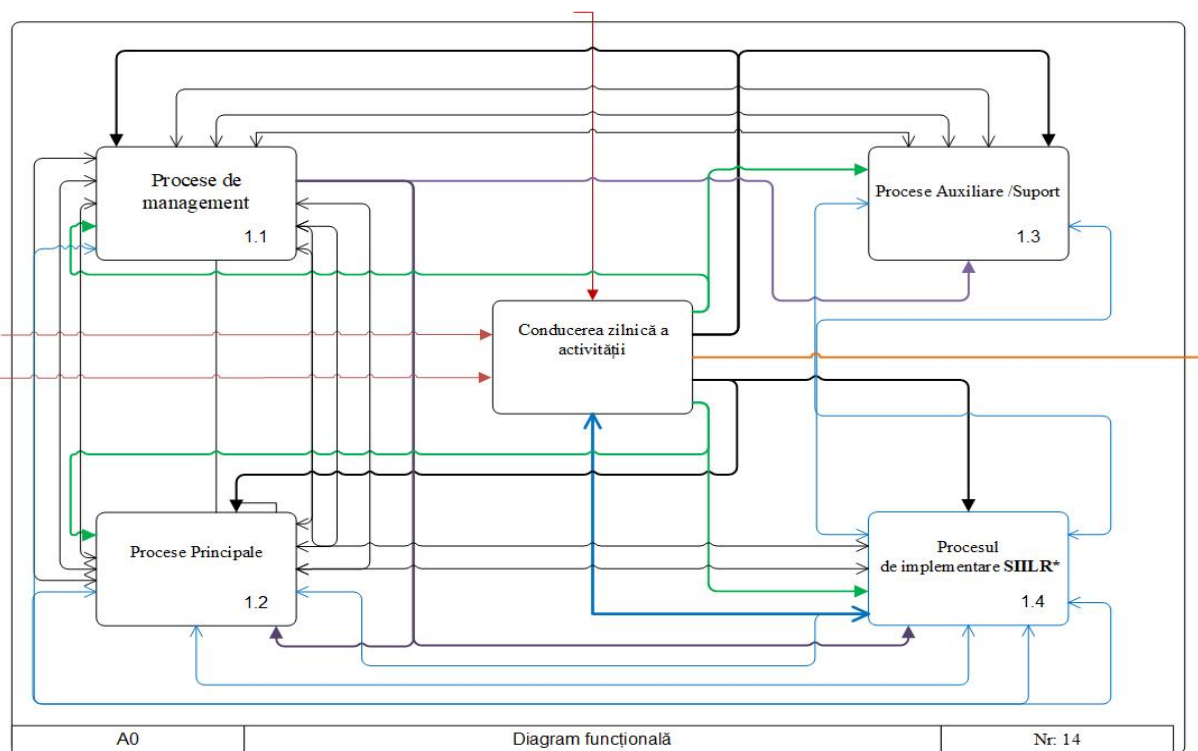 Procese de
management
1.1
Procese Auxiliare /Suport
1.3
Conducerea zilnică a
activității
Procese Principale
1.2
Procesul
de implementare SIILR*
1.4
A0
Diagram funcțională
Nr: 14